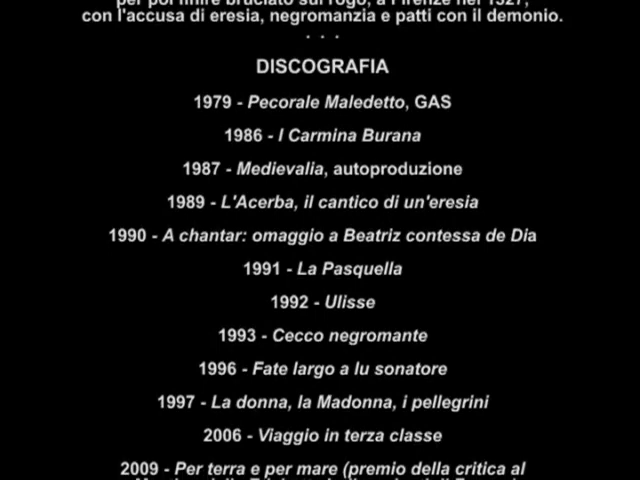 per poi finire bruciato sul rogo, a Firenze nel 1327,
con l'accusa di eresia, negromanzia e patti con il demonio.
. . .
DISCOGRAFIA
1979 - Pecorale Maledetto, GAS
1986 - I Carmina Burana
1987 - Medievalia, autoproduzione
1989 - L'Acerba, il cantico di un'eresia
1990 - A chantar: omaggio a Beatriz contessa de Dia
1991 - La Pasquella
1992 - Ulisse
1993 - Cecco negromante
1996 - Fate largo a lu sonatore
1997 - La donna, la Madonna, i pellegrini
2006 - Viaggio in terza classe
2009 - Per terra e per mare (premio della critica al